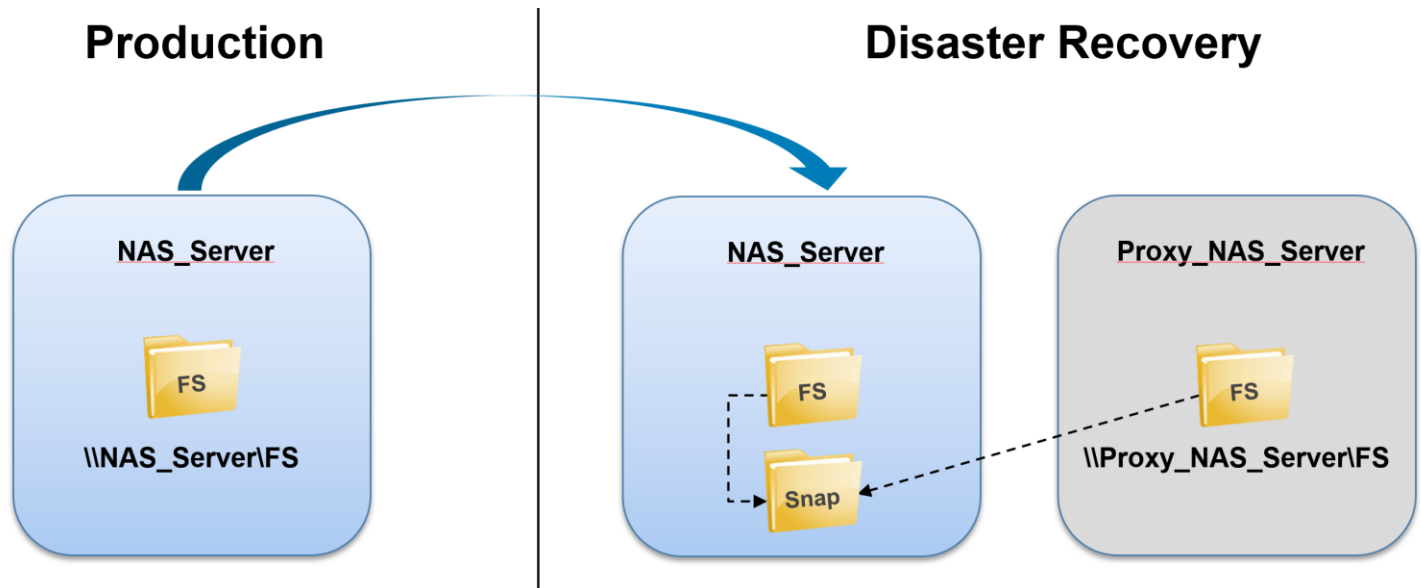 Production
Disaster Recovery
NAS_Server
FS
\\NAS_Server\FS
NAS_Server
FS
Snap
Proxy_NAS_Server
FS
\\Proxy_NAS_Server\FS